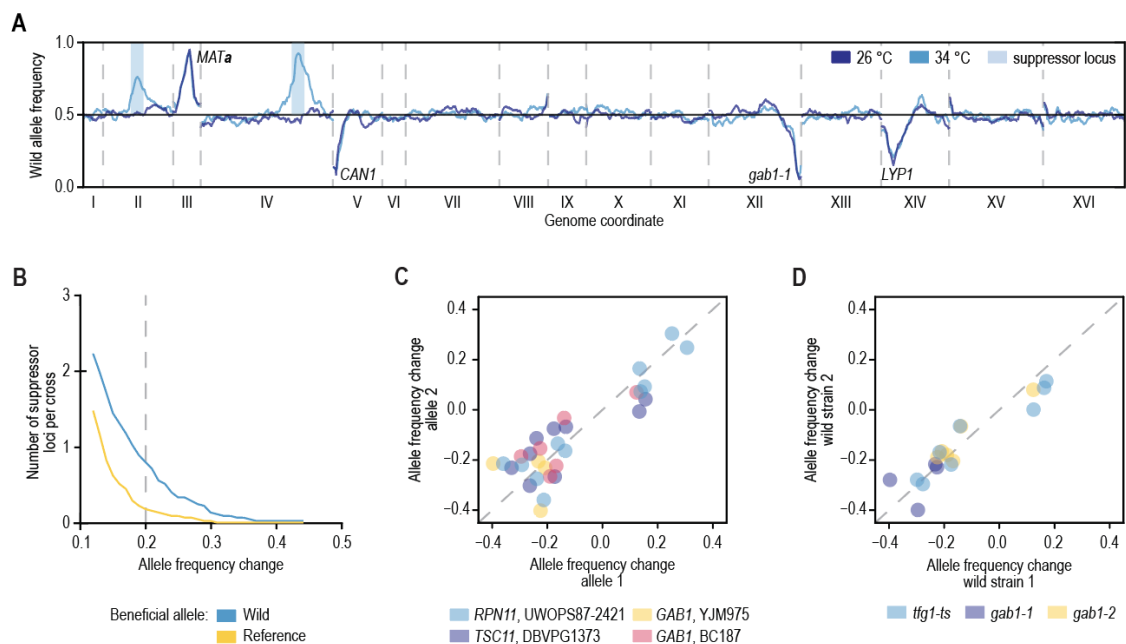 A
1.0
0.5
0.0
Wild allele frequency
MATa
CAN1
gab1-1
LYP1
26 °C
34 °C
suppressor locus
I II III IV V VI VII VIII IX X XI XII XIII XIV XV XVI
Genome coordinate
B
3
2
1
0
Number of suppressor
loci per cross
0.1 0.2 0.3 0.4 0.5
Allele frequency change
Beneficial allele:
Wild
Reference
C
0.4
0.2
0.0
−0.2
−0.4
Allele frequency change
allele 2
−0.4 −0.2 0.0 0.2 0.4
Allele frequency change
allele 1
RPN11, UWOPS87-2421
GAB1, YJM975
TSC11, DBVPG1373
GAB1, BC187
D
0.4
0.2
0.0
−0.2
−0.4
Alelle frequency change
wild strain 2
−0.4 −0.2 0.0 0.2 0.4
Allele frequency change
wild strain 1
tfg1-ts
gab1-1
gab1-2